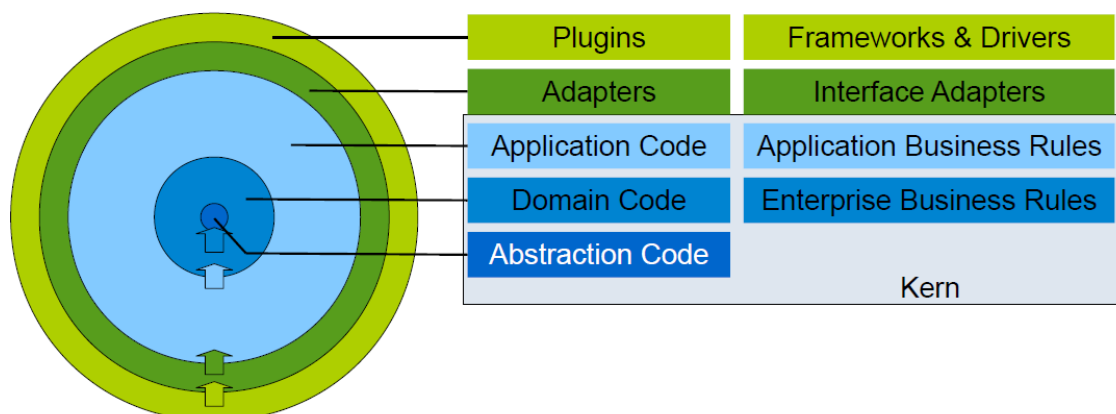 Plugins
Frameworks & Drivers
Adapters
Interface Adapters
Application Code
Application Business Rules
Domain Code
Enterprise Business Rules
Abstraction Code
Kern